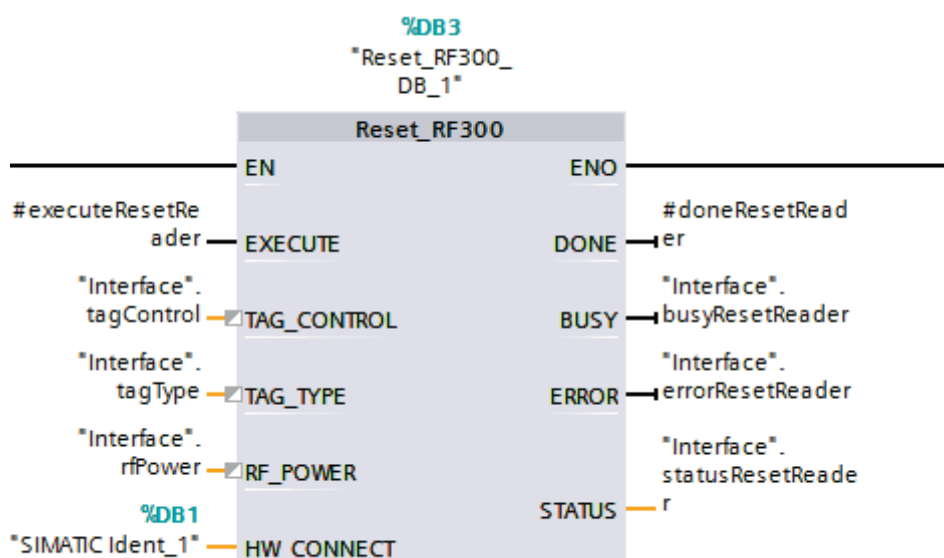 %DB3
"Reset_RF300_
DB_1"
Reset_RF300
EN
ENO
#executeResetRe
ader
EXECUTE
DONE
#doneResetRead
er
"Interface".
tagControl
TAG_CONTROL
BUSY
"Interface".
busyResetReader
"Interface".
tagType
TAG_TYPE
ERROR
"Interface".
errorResetReader
"Interface".
rfPower
RF_POWER
STATUS
"Interface".
statusResetReade
r
%DB1
"SIMATIC Ident_1"
HW_CONNECT